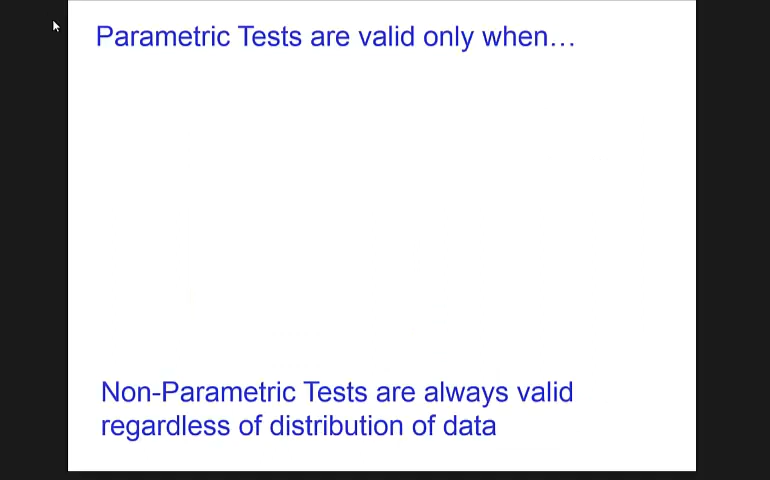 Parametric Tests are valid only when…
Non-Parametric Tests are always valid
regardless of distribution of data